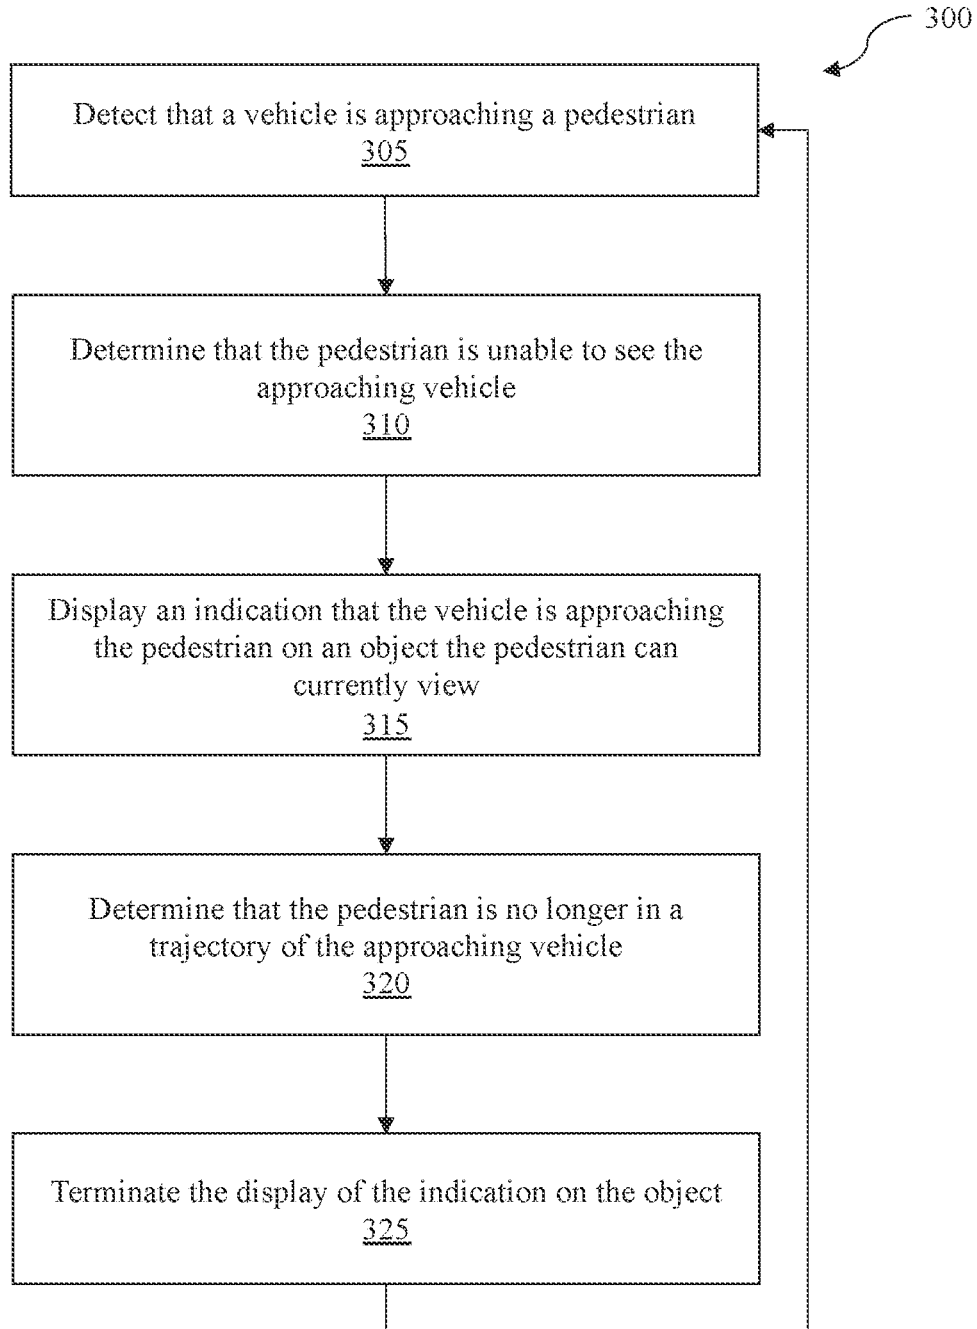 300
Detect that a vehicle is approaching a pedestrian
305
Determine that the pedestrian is unable to see the
approaching vehicle
310
Display an indication that the vehicle is approaching
the pedestrian on an object the pedestrian can
currently view
315
Determine that the pedestrian is no longer in a
trajectory of the approaching vehicle
320
Terminate the display of the indication on the object
325